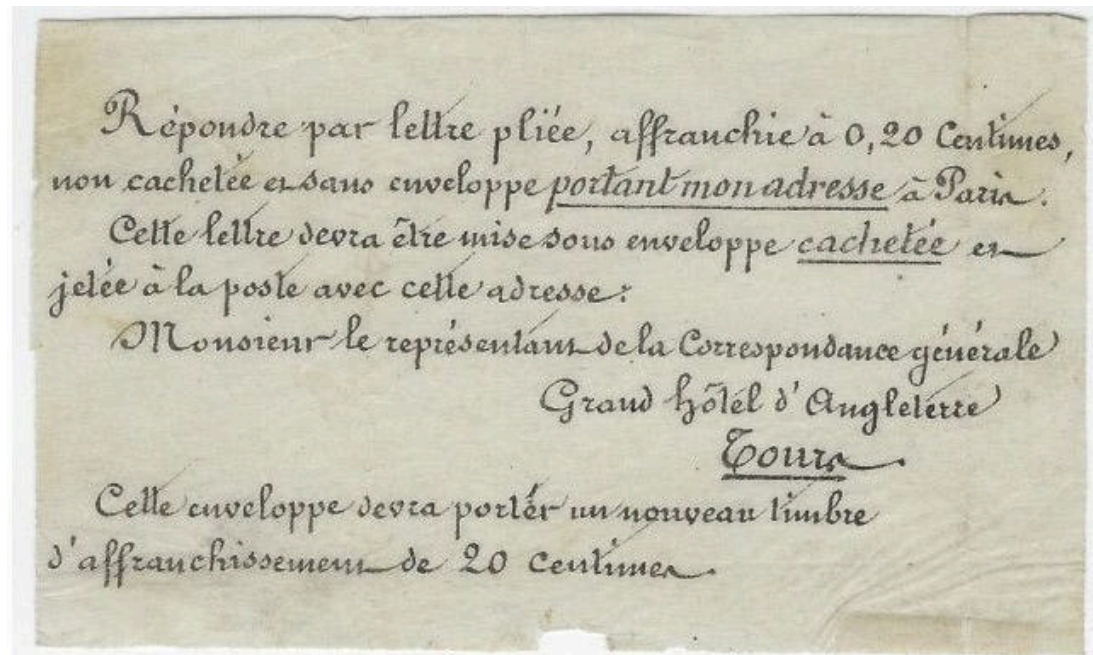 Répondre par lettre pliée, affranchie à 0,20 Centimes,
non cachetée et sans enveloppe portant mon adresse à Paris.
Cette lettre devra être mise sous enveloppe cachetée et
jetée à la poste avec cette adresse:
Monsieur le représentant de la Correspondance générale
Grand hôtel d'Angleterre
Tours.
Cette enveloppe devra porter un nouveau timbre
d'affranchissement de 20 centimes.